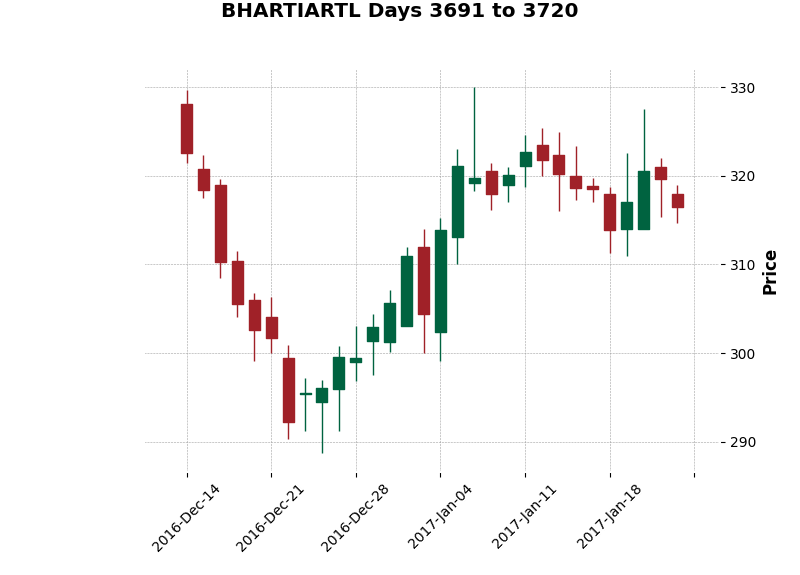 BHARTIARTL Days 3691 to 3720
330
320
310
300
290
Price
2016-Dec-14
2016-Dec-21
2016-Dec-28
2017-Jan-04
2017-Jan-11
2017-Jan-18